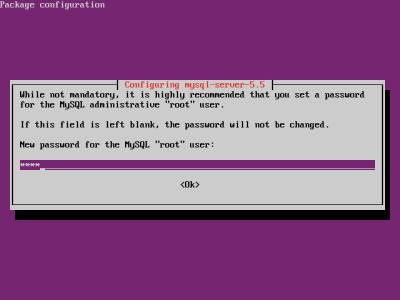 Package configuration
Configuring mysql-server-5.5
While not mandatory, it is highly recommended that you set a password
for the MySQL administrative "root" user.
If this field is left blank, the password will not be changed.
New password for the MySQL "root" user:
****
<Ok>